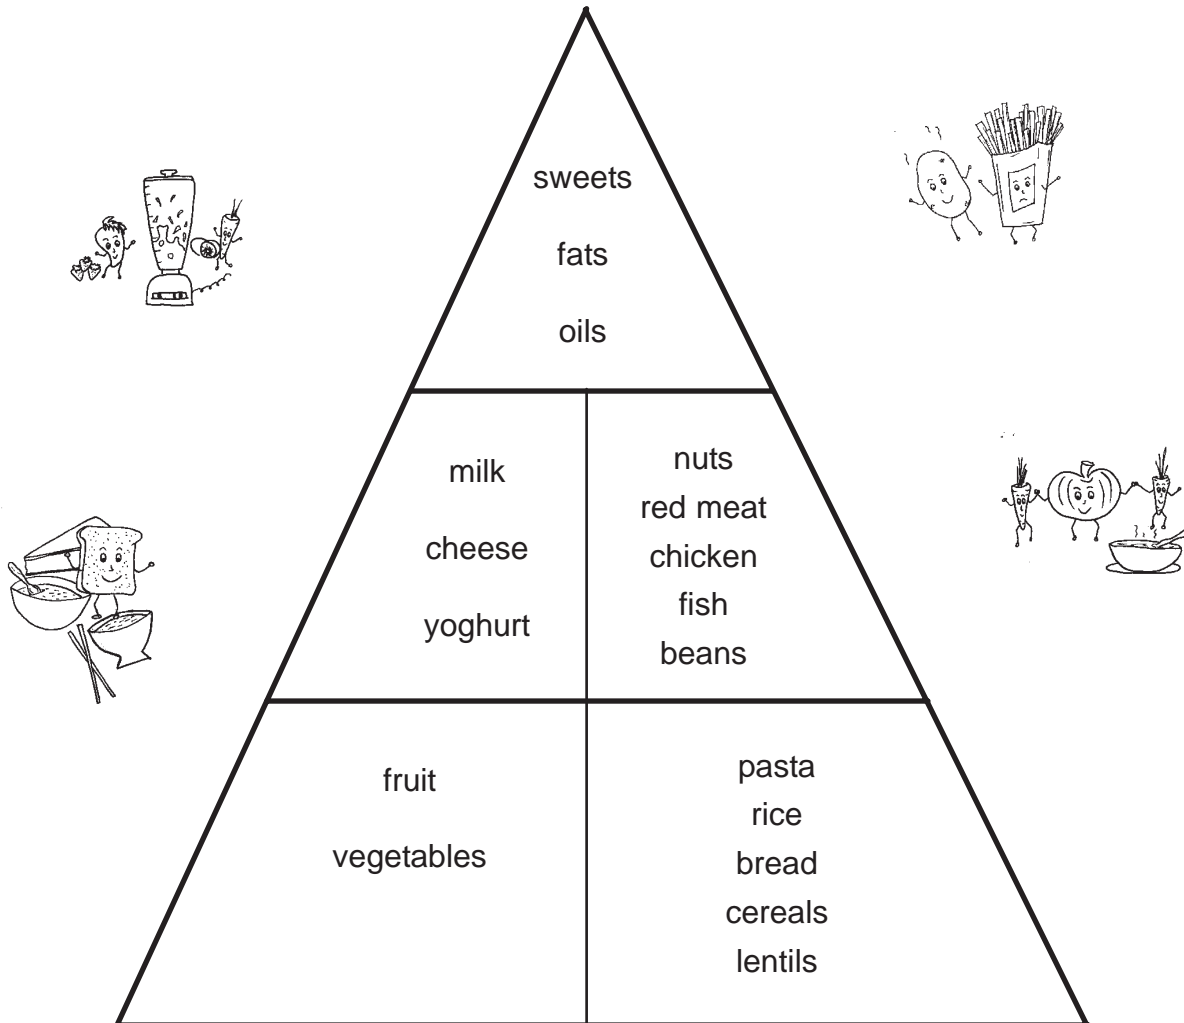 sweets
fats
oils
milk
cheese
yoghurt
nuts
red meat
chicken
fish
beans
fruit
vegetables
pasta
rice
bread
cereals
lentils